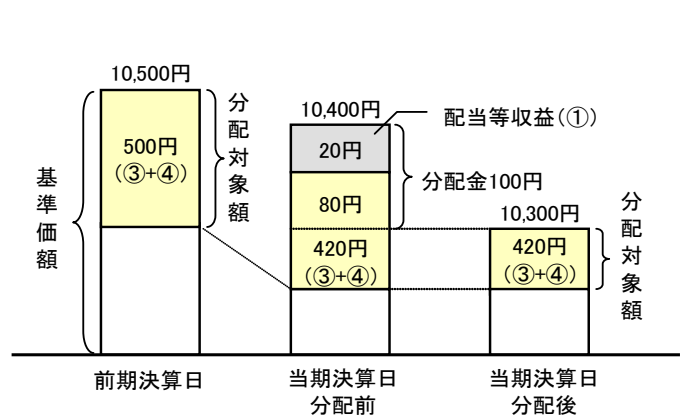 10,500円
500円
(③+④)
分配対象額
基準価額
前期決算日
10,400円
配当等収益(①)
20円
80円
分配金100円
420円
(③+④)
当期決算日
分配前
10,300円
420円
(③+④)
分配対象額
当期決算日
分配後